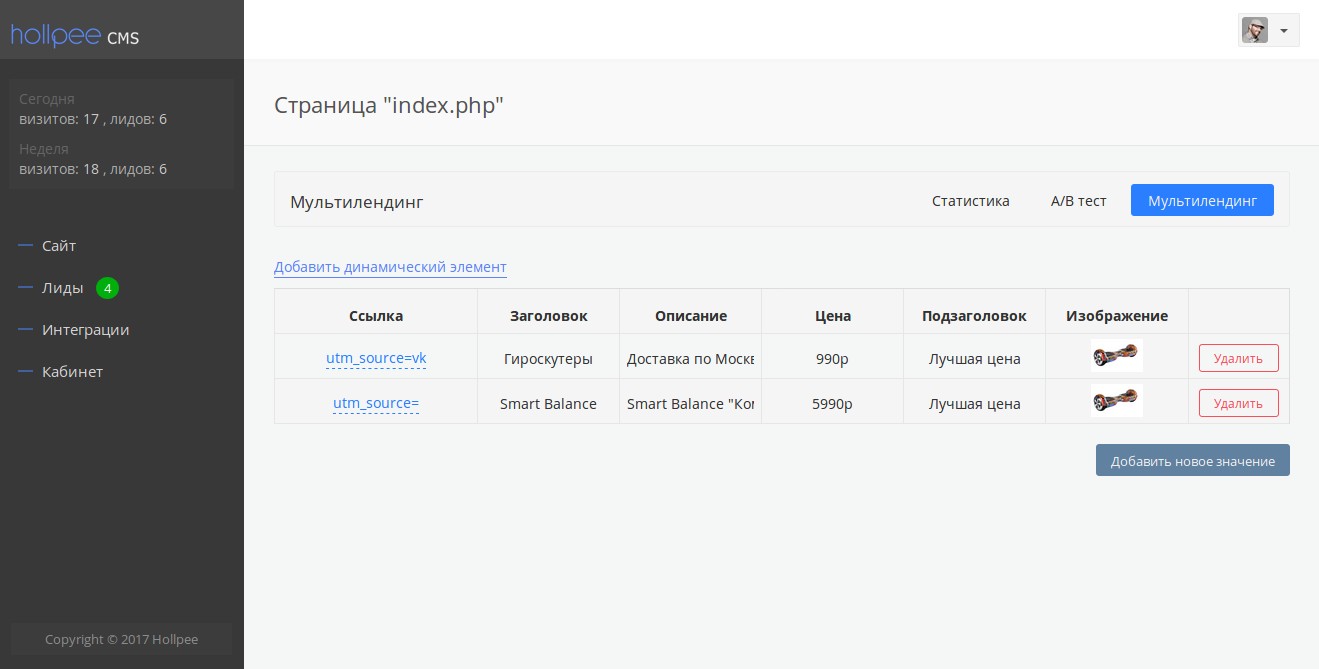 hollpee CMS
Сегодня
визитов: 17 , лидов: 6
Неделя
визитов: 18 , лидов: 6
Сайт
Лиды 4
Интеграции
Кабинет
Copyright © 2017 Hollpee
Страница "index.php"
Мультилендинг Статистика A/B тест Мультилендинг
Добавить динамический элемент
Ссылка Заголовок Описание Цена Подзаголовок Изображение
utm_source=vk Гироскутеры Доставка по Москв 990р Лучшая цена Удалить
utm_source= Smart Balance Smart Balance "Ком 5990р Лучшая цена Удалить
Добавить новое значение